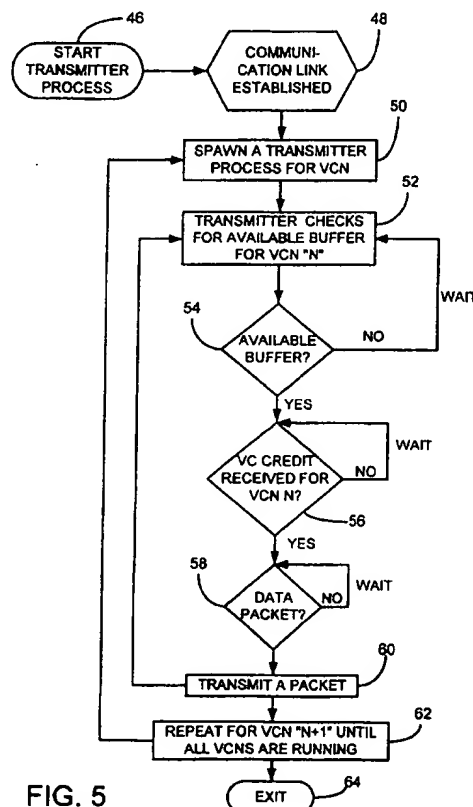 46
START
TRANSMITTER
PROCESS
48
COMMUNI-
CATION LINK
ESTABLISHED
50
SPAWN A TRANSMITTER
PROCESS FOR VCN
52
TRANSMITTER CHECKS
FOR AVAILABLE BUFFER
FOR VCN "N"
WAIT
54
AVAILABLE
BUFFER?
NO
YES
VC CREDIT
RECEIVED FOR
VCN N?
NO
WAIT
56
YES
58
DATA
PACKET?
NO
WAIT
60
TRANSMIT A PACKET
62
REPEAT FOR VCN "N+1" UNTIL
ALL VCNS ARE RUNNING
EXIT
64
FIG. 5